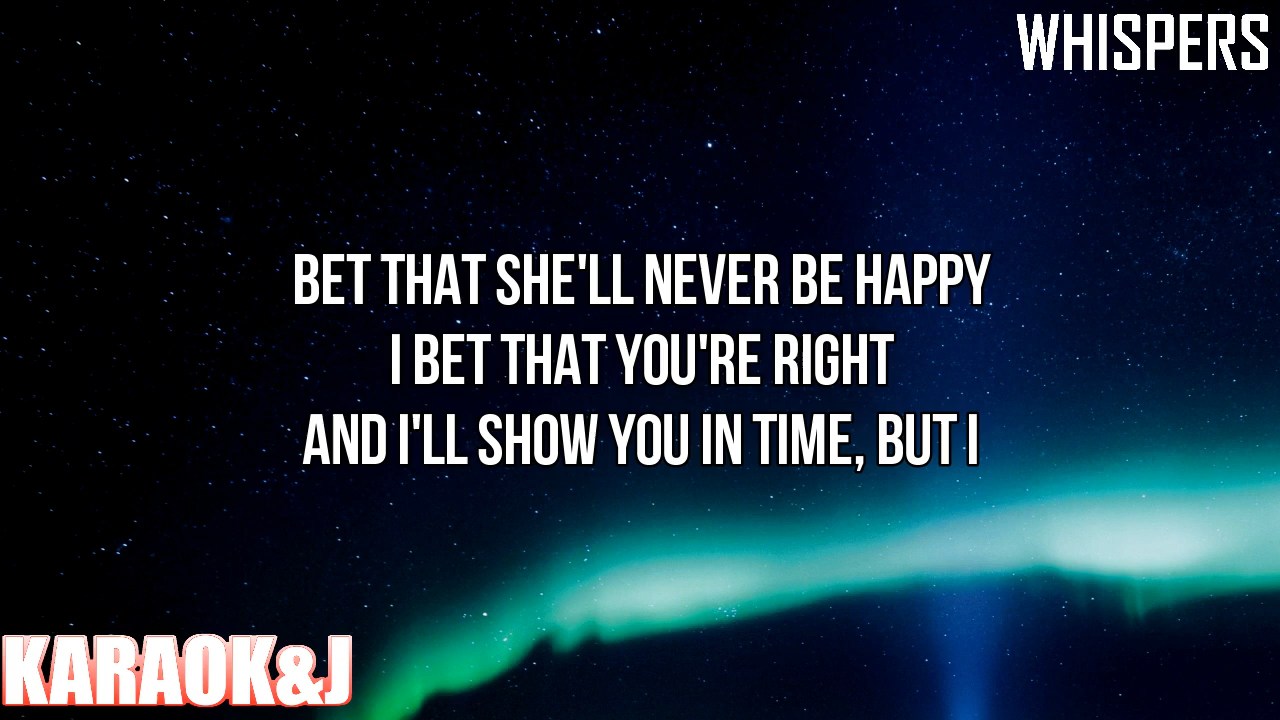 WHISPERS
BET THAT SHE'LL NEVER BE HAPPY
I BET THAT YOU'RE RIGHT
AND I'LL SHOW YOU IN TIME, BUT I
KARAOK&J